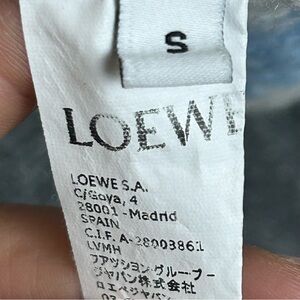 S
LOEWE
LOEWE S.A.
C/Goya, 4
28001 - Madrid
SPAIN
C.I.F. A-28003861
LVMH
ファッション・グループ
ジャパン株式会社
ロエベジャパン